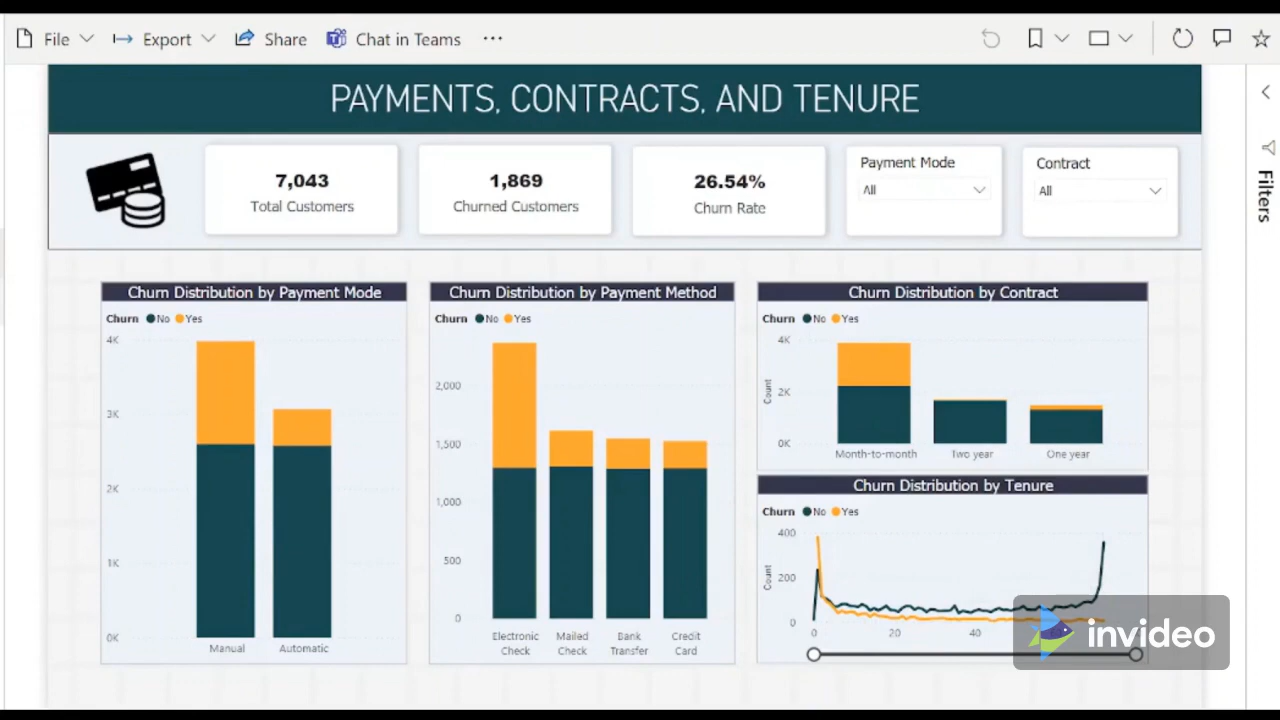 File Export Share Chat in Teams ...
PAYMENTS, CONTRACTS, AND TENURE
7,043
Total Customers
1,869
Churned Customers
26.54%
Churn Rate
Payment Mode
All
Contract
All
Filters
Churn Distribution by Payment Mode
Churn No Yes
4K
3K
2K
1K
0K
Manual Automatic
Churn Distribution by Payment Method
Churn No Yes
2,000
1,500
1,000
500
0
Electronic Check
Mailed Check
Bank Transfer
Credit Card
Churn Distribution by Contract
Churn No Yes
Count
4K
2K
0K
Month-to-month Two year One year
Churn Distribution by Tenure
Churn No Yes
Count
400
200
0
0 20 40
invideo